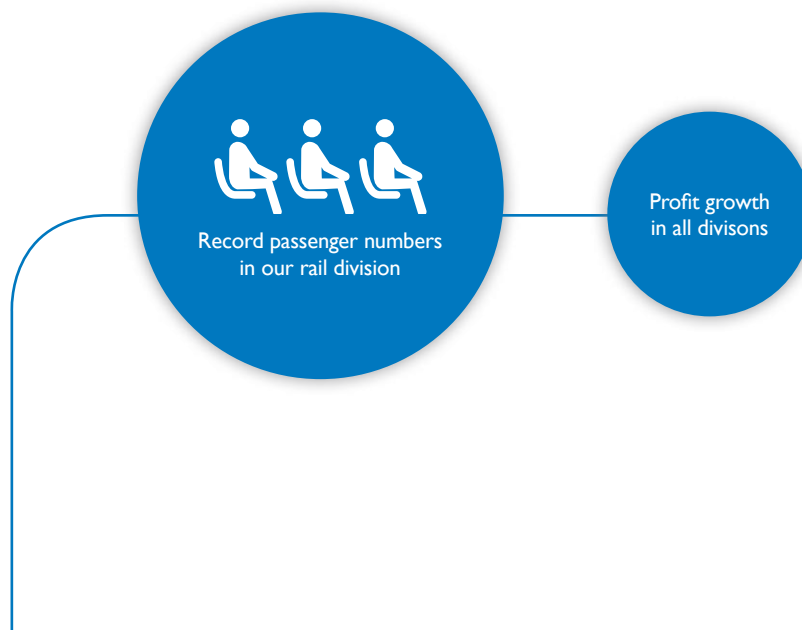 Record passenger numbers
in our rail division
Profit growth
in all divisons